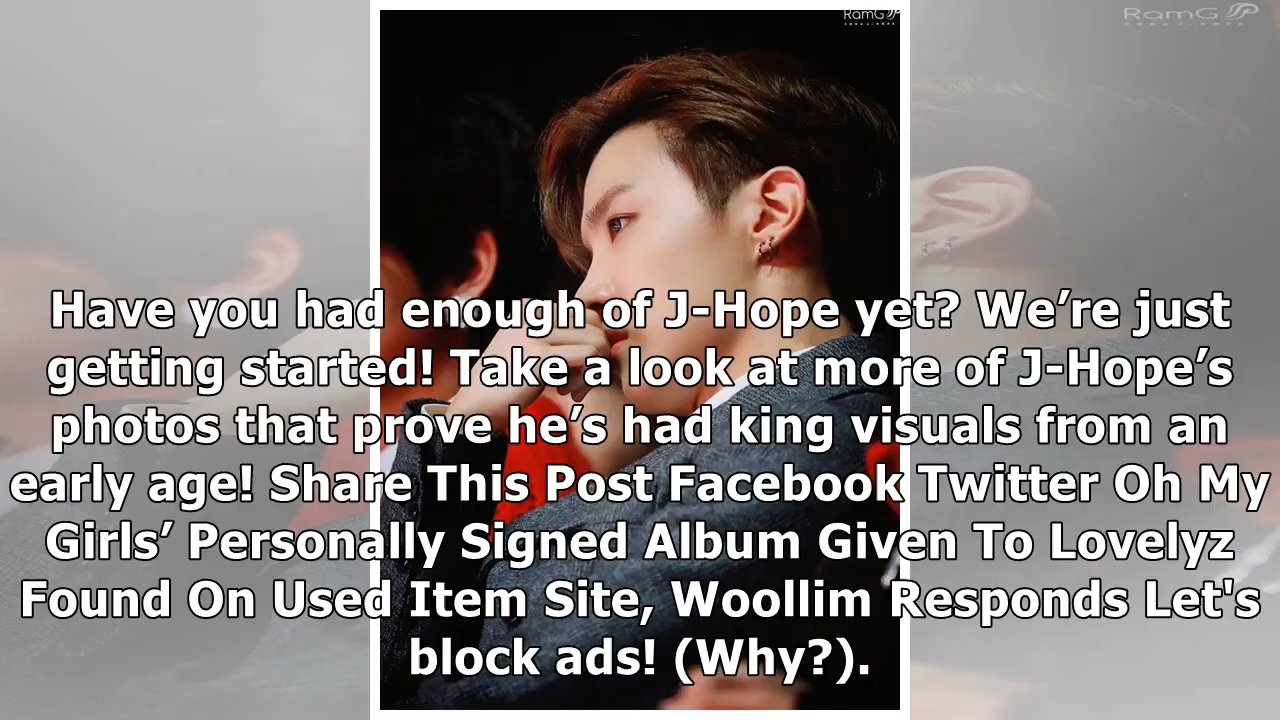 RamG
RamG
Have you had enough of J-Hope yet? We’re just
getting started! Take a look at more of J-Hope’s
photos that prove he’s had king visuals from an
early age! Share This Post Facebook Twitter Oh My
Girls’ Personally Signed Album Given To Lovelyz
Found On Used Item Site, Woollim Responds Let's
block ads! (Why?).